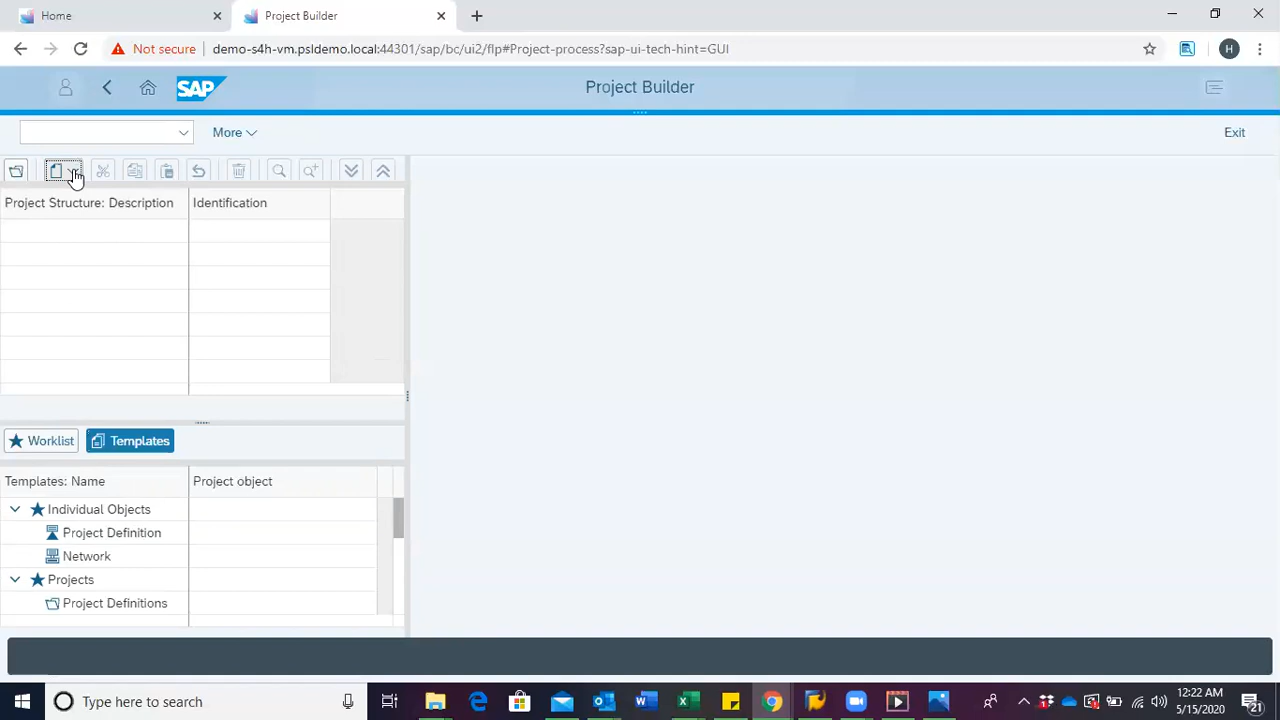 Home
Project Builder
Not secure demo-s4h-vm.psldemo.local:44301/sap/bc/ui2/flp#Project-process?sap-ui-tech-hint=GUI
H
SAP
Project Builder
More
Exit
Project Structure: Description Identification
Worklist
Templates
Templates: Name Project object
Individual Objects
Project Definition
Network
Projects
Project Definitions
Type here to search
12:22 AM
5/15/2020
21